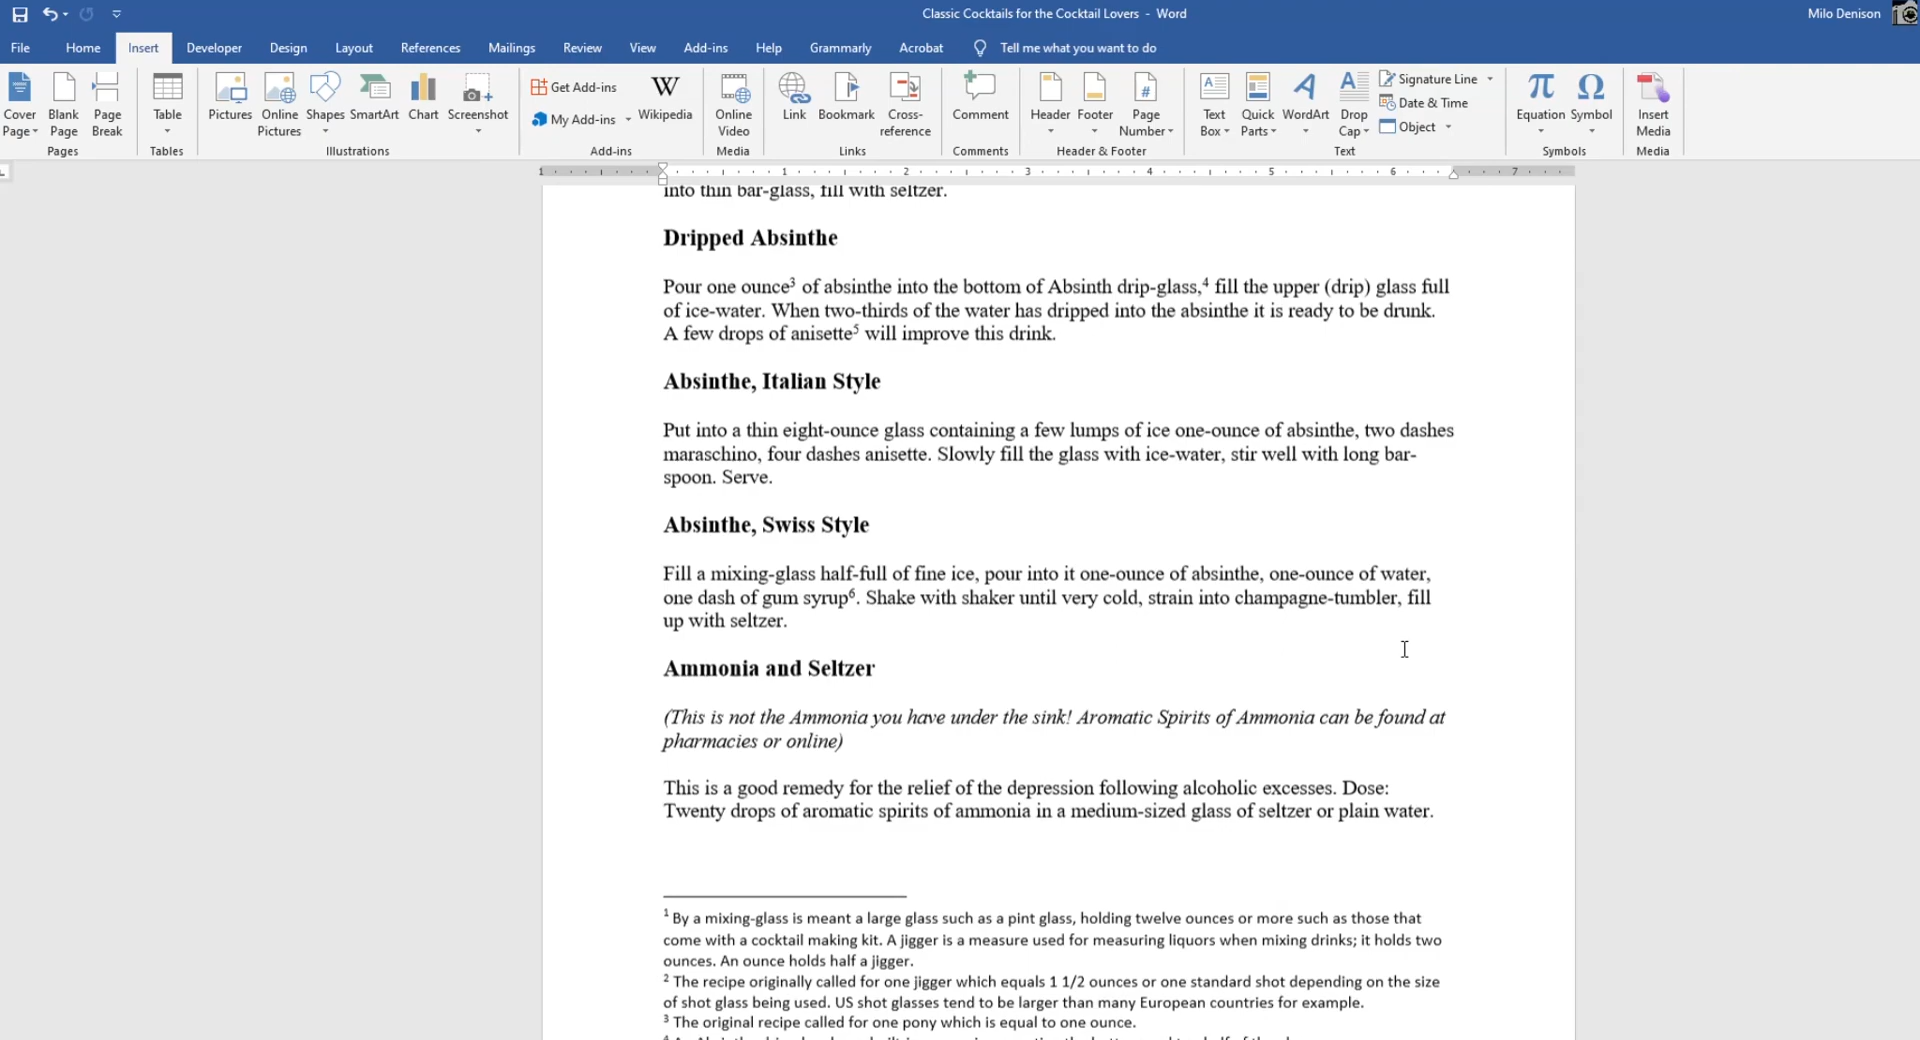 Classic Cocktails for the Cocktail Lovers - Word
Milo Denison
File Home Insert Developer Design Layout References Mailings Review View Add-ins Help Grammarly Acrobat Tell me what you want to do
Cover Page
Blank Page
Page Break
Pages
Table
Tables
Pictures
Online Pictures
Shapes
SmartArt
Chart
Screenshot
Illustrations
Get Add-ins
My Add-ins
Wikipedia
Add-ins
Online Video
Media
Link
Bookmark
Cross-reference
Links
Comment
Comments
Header
Footer
Page Number
Header & Footer
Text Box
Quick Parts
WordArt
Drop Cap
Signature Line
Date & Time
Object
Text
Equation
Symbol
Symbols
Insert Media
Media
1 1 2 3 4 5 6 7
into thin bar-glass, fill with seltzer.
Dripped Absinthe
Pour one ounce³ of absinthe into the bottom of Absinth drip-glass,⁴ fill the upper (drip) glass full
of ice-water. When two-thirds of the water has dripped into the absinthe it is ready to be drunk.
A few drops of anisette⁵ will improve this drink.
Absinthe, Italian Style
Put into a thin eight-ounce glass containing a few lumps of ice one-ounce of absinthe, two dashes
maraschino, four dashes anisette. Slowly fill the glass with ice-water, stir well with long bar-
spoon. Serve.
Absinthe, Swiss Style
Fill a mixing-glass half-full of fine ice, pour into it one-ounce of absinthe, one-ounce of water,
one dash of gum syrup⁶. Shake with shaker until very cold, strain into champagne-tumbler, fill
up with seltzer.
Ammonia and Seltzer
(This is not the Ammonia you have under the sink! Aromatic Spirits of Ammonia can be found at
pharmacies or online)
This is a good remedy for the relief of the depression following alcoholic excesses. Dose:
Twenty drops of aromatic spirits of ammonia in a medium-sized glass of seltzer or plain water.
¹ By a mixing-glass is meant a large glass such as a pint glass, holding twelve ounces or more such as those that
come with a cocktail making kit. A jigger is a measure used for measuring liquors when mixing drinks; it holds two
ounces. An ounce holds half a jigger.
² The recipe originally called for one jigger which equals 1 1/2 ounces or one standard shot depending on the size
of shot glass being used. US shot glasses tend to be larger than many European countries for example.
³ The original recipe called for one pony which is equal to one ounce.